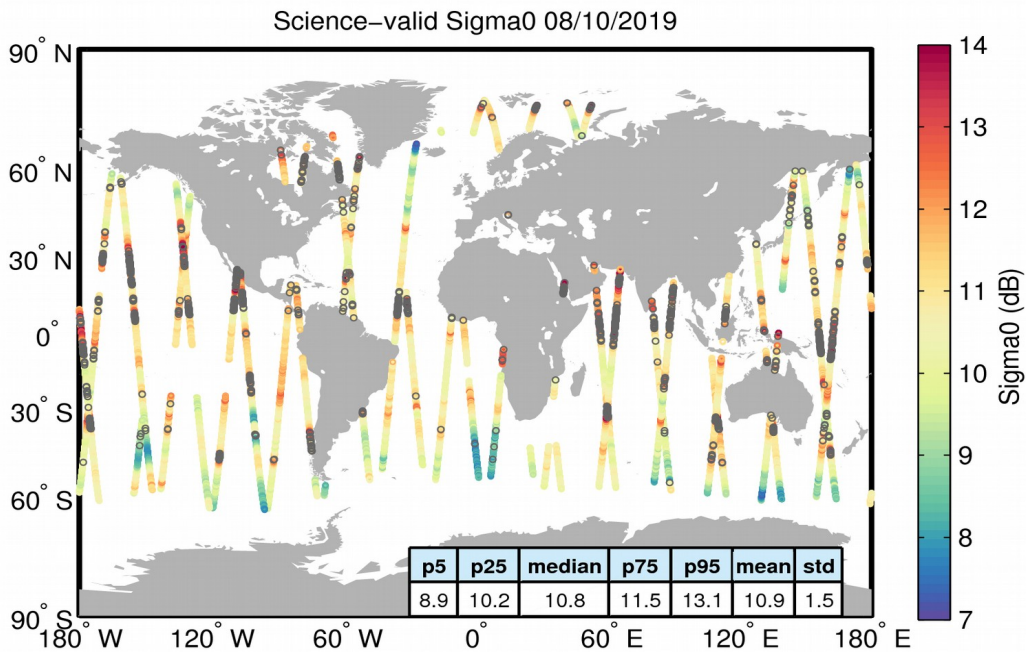 Science−valid Sigma0 08/10/2019
90° N
60° N
30° N
0°
30° S
60° S
90° S
180° W
120° W
60° W
0°
60° E
120° E
180° E
p5 p25 median p75 p95 mean std
8.9 10.2 10.8 11.5 13.1 10.9 1.5
14
13
12
11
10
9
8
7
Sigma0 (dB)